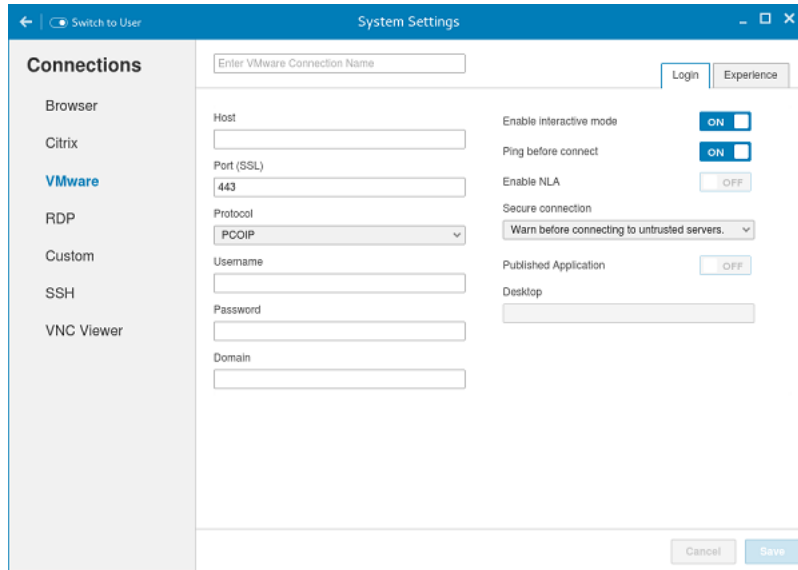 Switch to User
System Settings
Connections
Browser
Citrix
VMware
RDP
Custom
SSH
VNC Viewer
Enter VMware Connection Name
Login
Experience
Host
Port (SSL)
443
Protocol
PCOIP
Username
Password
Domain
Enable interactive mode
ON
Ping before connect
ON
Enable NLA
OFF
Secure connection
Warn before connecting to untrusted servers.
Published Application
OFF
Desktop
Cancel
Save